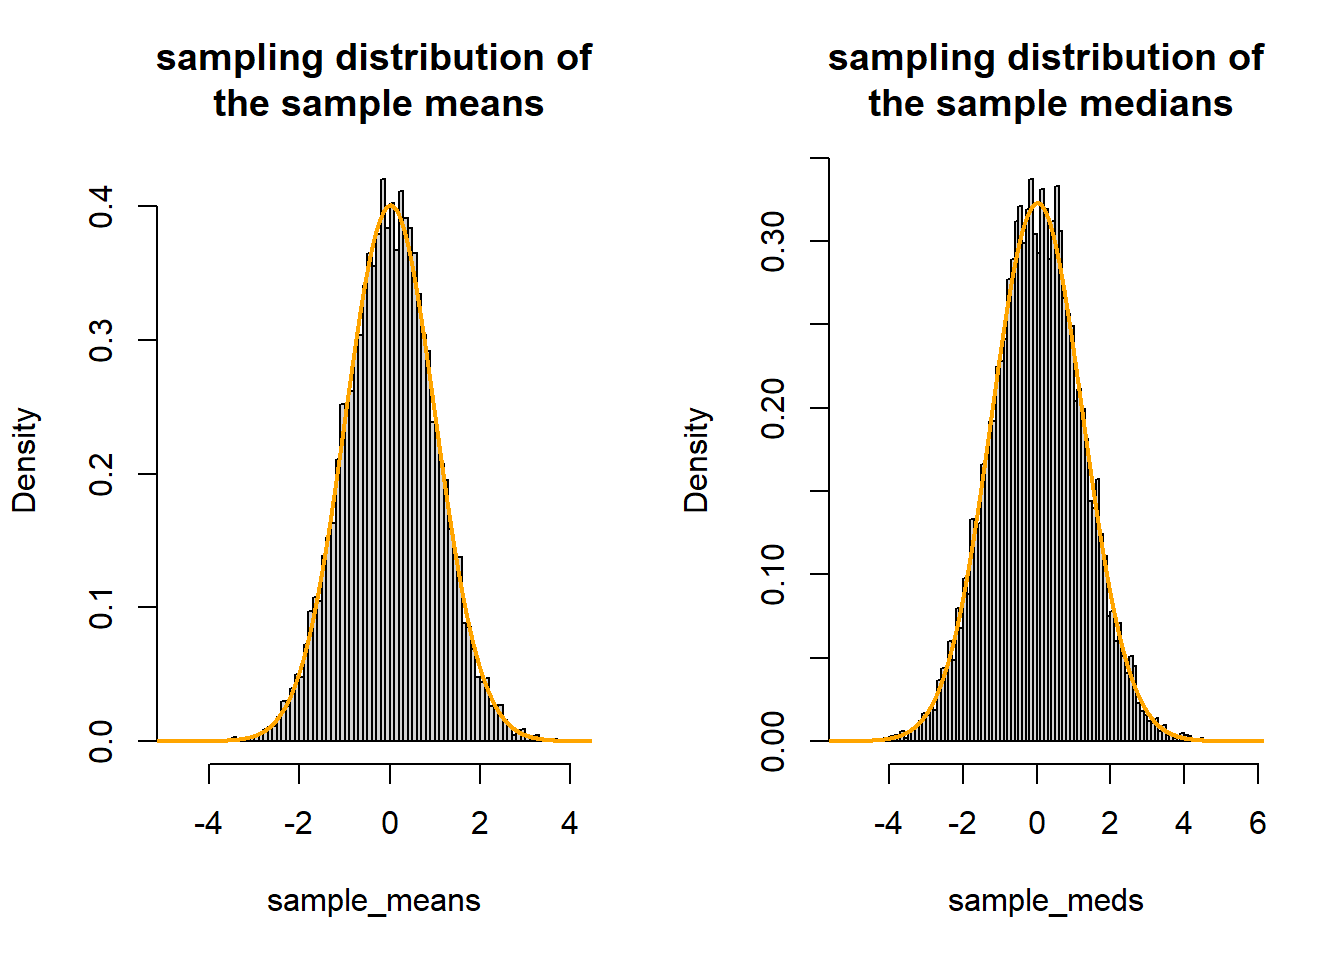 sampling distribution of
the sample means
Density
0.4
0.3
0.2
0.1
0.0
-4 -2 0 2 4
sample_means
sampling distribution of
the sample medians
Density
0.30
0.20
0.10
0.00
-4 -2 0 2 4 6
sample_meds